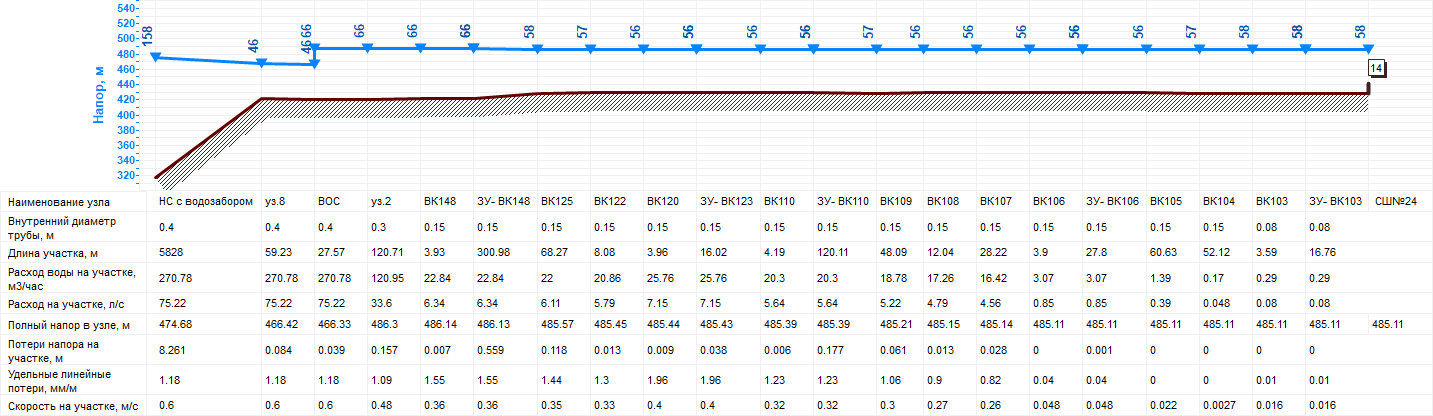 540
520
500
480
460
440
420
400
380
360
340
320
Напор, м
158 46 46 66 66 66 66 58 57 56 56 56 56 57 56 56 56 56 57 58 58 58
14
Наименование узла НС с водозабором уз.8 ВОС уз.2 ВК148 ЗУ- ВК148 ВК125 ВК122 ВК120 ЗУ- ВК123 ВК110 ЗУ- ВК110 ВК109 ВК108 ВК107 ВК106 ЗУ- ВК106 ВК105 ВК104 ВК103 ЗУ- ВК103 СШ№24
Внутренний диаметр
трубы, м 0.4 0.4 0.4 0.3 0.15 0.15 0.15 0.15 0.15 0.15 0.15 0.15 0.15 0.15 0.15 0.15 0.15 0.15 0.15 0.08 0.08
Длина участка, м 5828 59.23 27.57 120.71 3.93 300.98 68.27 8.08 3.96 16.02 4.19 120.11 48.09 12.04 28.22 3.9 27.8 60.63 52.12 3.59 16.76
Расход воды на участке,
м3/час 270.78 270.78 270.78 120.95 22.84 22.84 22 20.86 25.76 25.76 20.3 20.3 18.78 17.26 16.42 3.07 3.07 1.39 0.17 0.29 0.29
Расход на участке, л/с 75.22 75.22 75.22 33.6 6.34 6.34 6.11 5.79 7.15 7.15 5.64 5.64 5.22 4.79 4.56 0.85 0.85 0.39 0.048 0.08 0.08
Полный напор в узле, м 474.68 466.42 466.33 486.3 486.14 486.13 485.57 485.45 485.44 485.43 485.39 485.39 485.21 485.15 485.14 485.11 485.11 485.11 485.11 485.11 485.11 485.11
Потери напора на
участке, м 8.261 0.084 0.039 0.157 0.007 0.559 0.118 0.013 0.009 0.038 0.006 0.177 0.061 0.013 0.028 0 0.001 0 0 0 0
Удельные линейные
потери, мм/м 1.18 1.18 1.18 1.09 1.55 1.55 1.44 1.3 1.96 1.96 1.23 1.23 1.06 0.9 0.82 0.04 0.04 0 0 0.01 0.01
Скорость на участке, м/с 0.6 0.6 0.6 0.48 0.36 0.36 0.35 0.33 0.4 0.4 0.32 0.32 0.3 0.27 0.26 0.048 0.048 0.022 0.0027 0.016 0.016